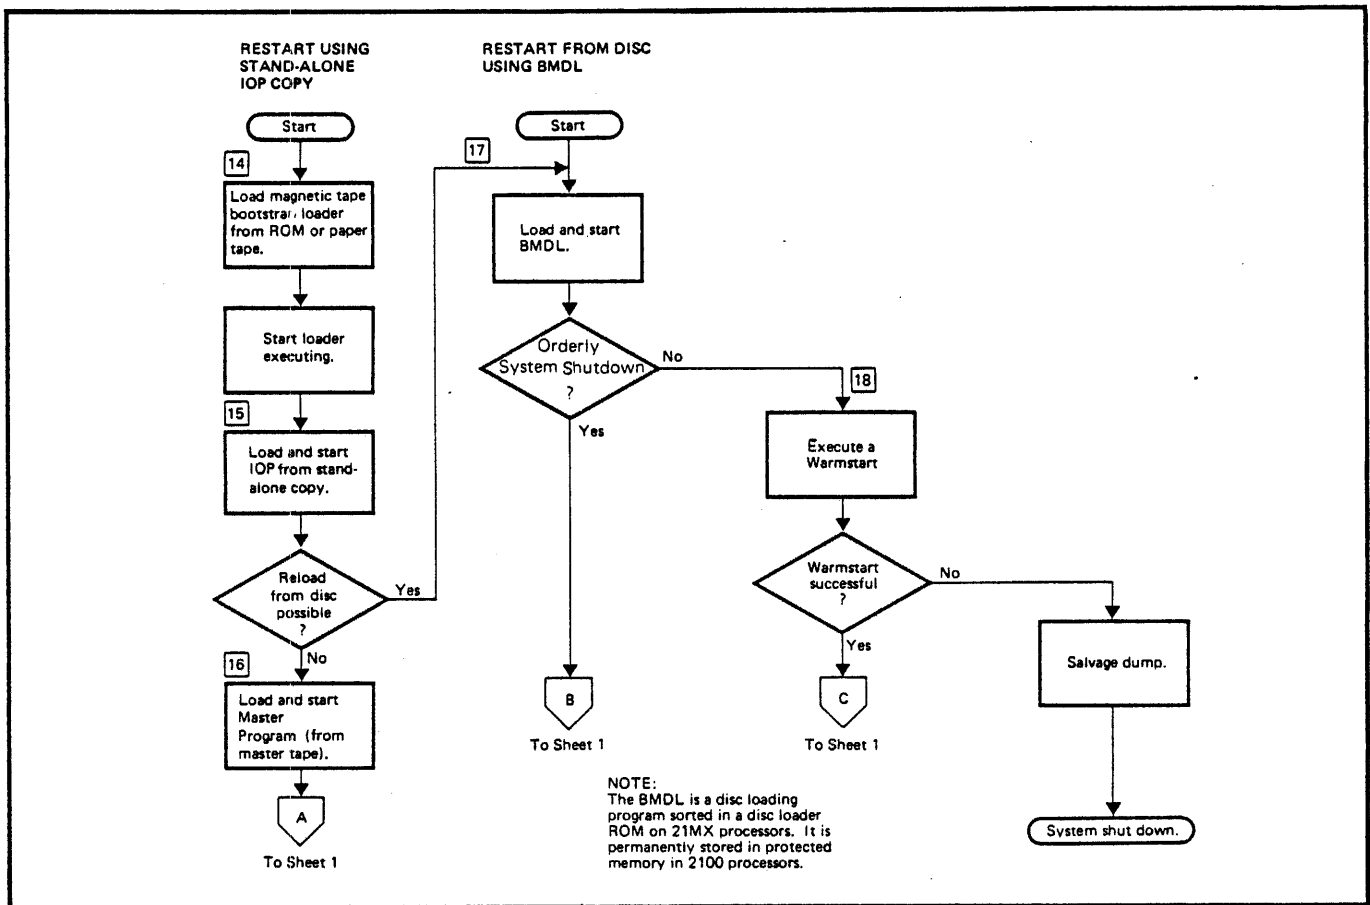 RESTART USING
STAND-ALONE
IOP COPY
Start
14
Load magnetic tape
loader
from ROM or paper
tape.
Start loader
executing.
15
Load and start
IOP from stand-
alone copy.
Reload
from disc
possible
?
Yes
No
16
Load and start
Master
Program (from
master tape).
A
To Sheet 1
RESTART FROM DISC
USING BMDL
Start
17
Load and start
BMDL.
Orderly
System Shutdown
?
No
Yes
B
To Sheet 1
18
Execute a
Warmstart
Warmstart
successful
?
No
Yes
C
To Sheet 1
Salvage dump.
System shut down.
NOTE:
The BMDL is a disc loading
program sorted in a disc loader
ROM on 21MX processors. It is
permanently stored in protected
memory in 2100 processors.